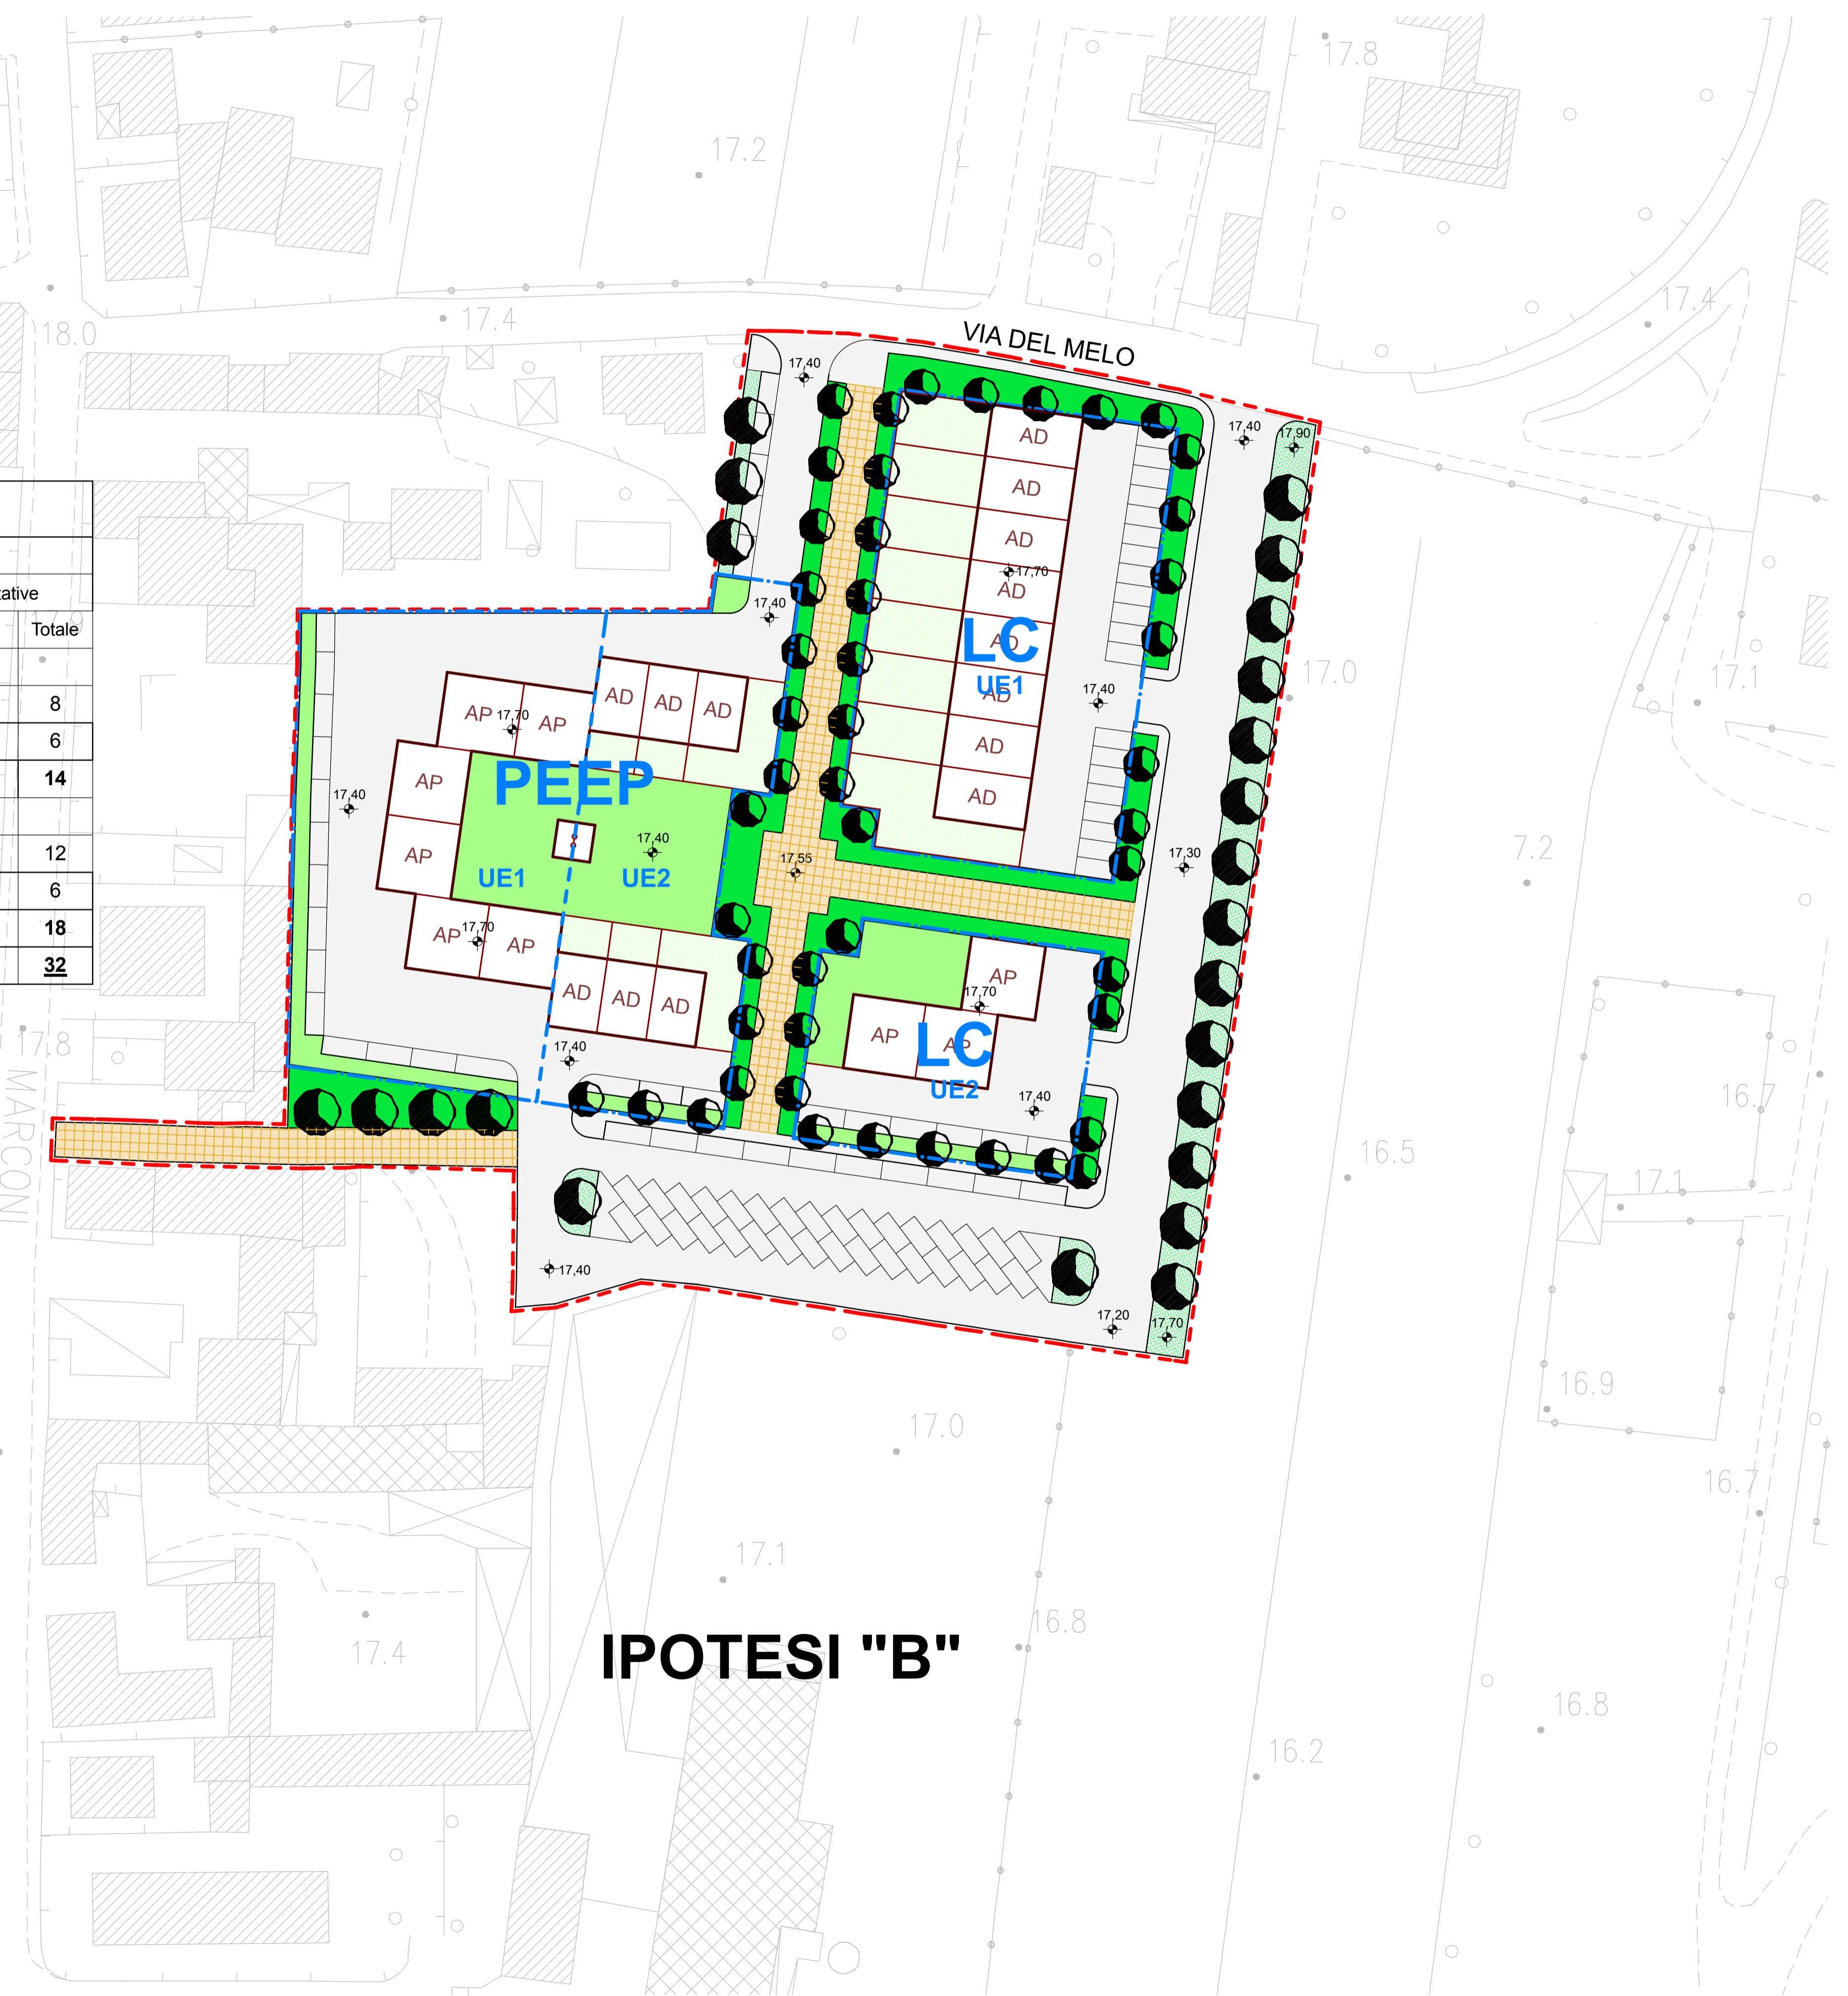 17.8
17.2
17.4
18.0
17.4
VIA DEL MELO
17,40
17,40
17,90
AD
AD
AD
17,70
AD
AD
LC
AD
UE1
AD
AD
17,40
17,40
17,30
17.0
17.1
7.2
tative
Totale
8
6
14
12
6
18
32
AP
17,70
AP
AD
AD
AD
PEEP
AP
AP
17,40
17,40
UE1
UE2
17,55
AP
17,70
AP
AD
AD
AD
AP
17,70
AP
AP
LC
UE2
17,40
17,40
17.8
MARCONI
16.7
16.5
17.1
17,40
17,20
17,70
16.9
17.0
16.7
17.1
16.8
17.4
IPOTESI "B"
16.8
16.2